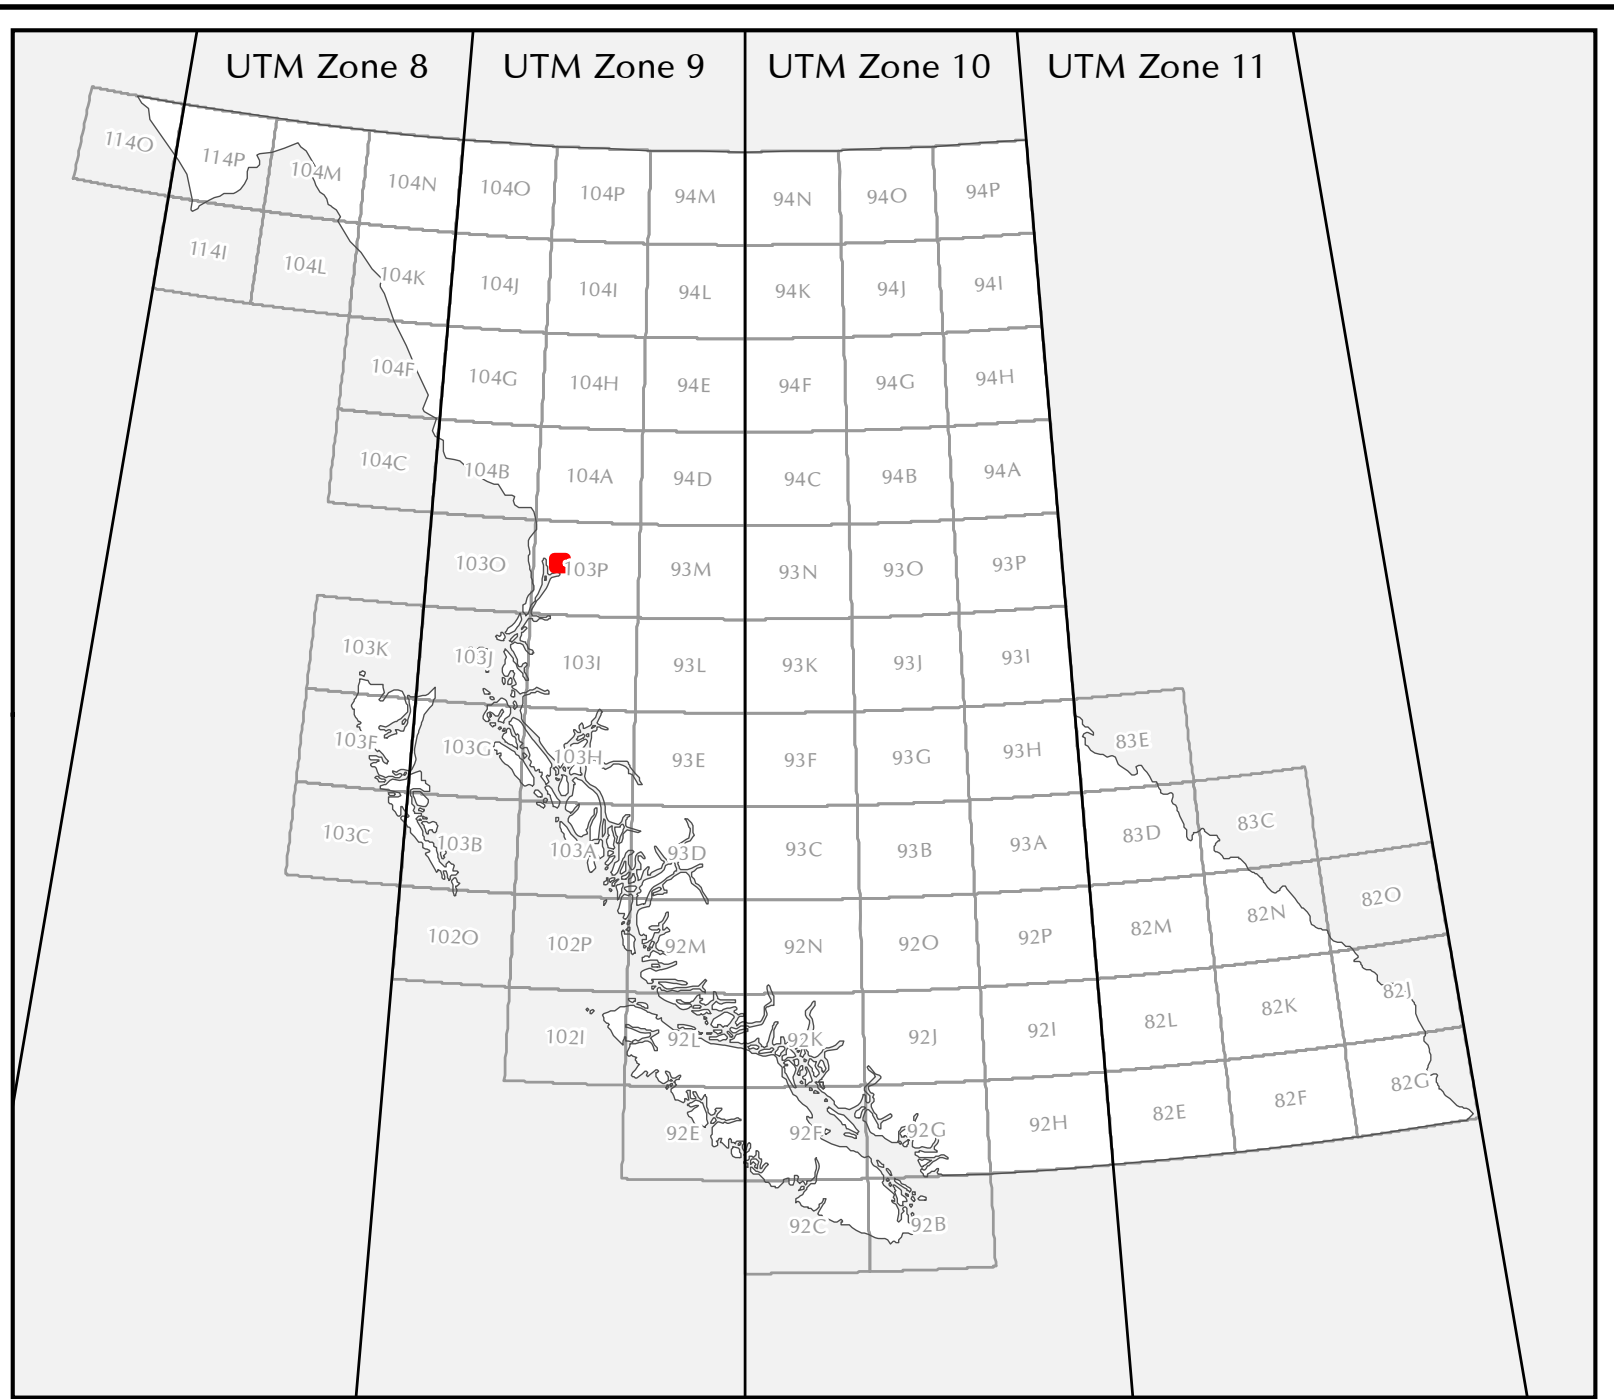 UTM Zone 8 UTM Zone 9 UTM Zone 10 UTM Zone 11
114O 114P 104M 104N 104O 104P 94M 94N 94O 94P
114I 104L 104K 104J 104I 94L 94K 94J 94I
104F 104G 104H 94E 94F 94G 94H
104C 104B 104A 94D 94C 94B 94A
103O 103P 93M 93N 93O 93P
103K 103J 103I 93L 93K 93J 93I
103F 103G 103H 93E 93F 93G 93H 83E
103C 103B 103A 93D 93C 93B 93A 83D 83C
102O 102P 92M 92N 92O 92P 82M 82N 82O
102I 92L 92K 92J 92I 82L 82K 82J
92E 92F 92G 92H 82E 82F 82G
92C 92B